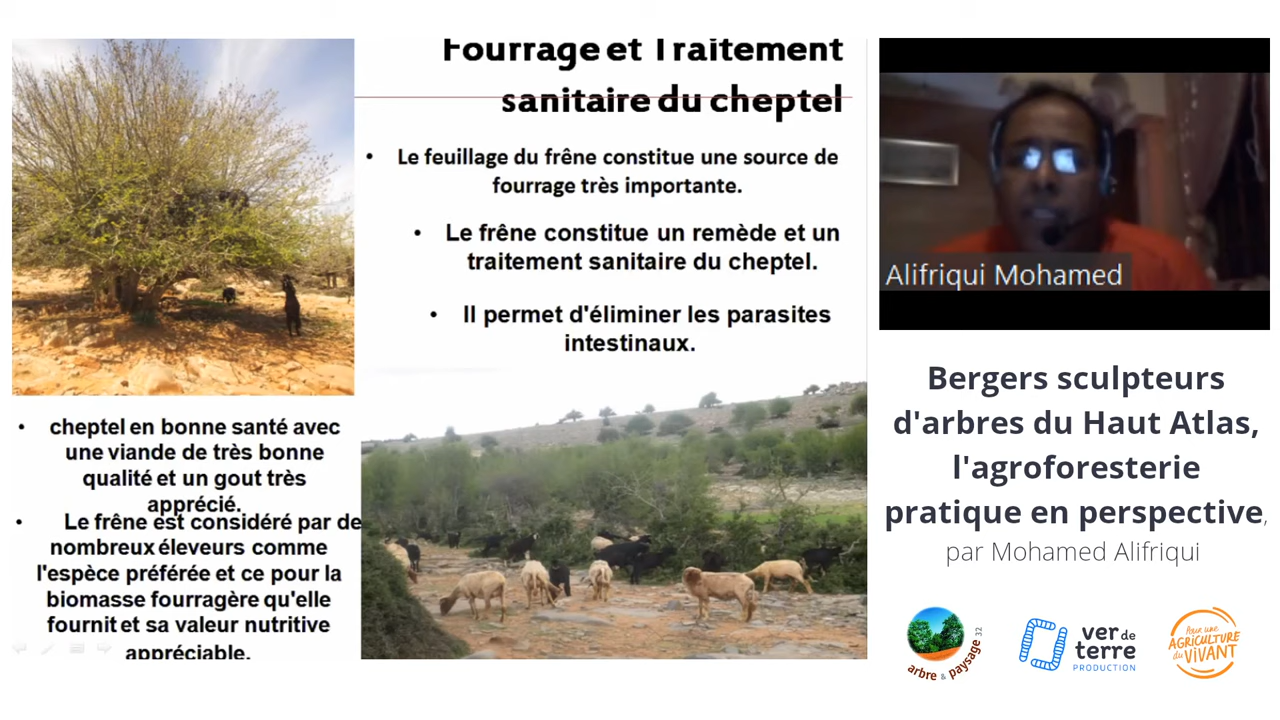 Fourrage et Traitement
sanitaire du cheptel
• Le feuillage du frêne constitue une source de
fourrage très importante.
• Le frêne constitue un remède et un
traitement sanitaire du cheptel.
• Il permet d'éliminer les parasites
intestinaux.
• cheptel en bonne santé avec
une viande de très bonne
qualité et un gout très
apprécié.
• Le frêne est considéré par de
nombreux éleveurs comme
l'espèce préférée et ce pour la
biomasse fourragère qu'elle
fournit et sa valeur nutritive
appréciable.
Alifriqui Mohamed
Bergers sculpteurs
d'arbres du Haut Atlas,
l'agroforesterie
pratique en perspective,
par Mohamed Alifriqui
arbre & paysage 32
ver de
terre
PRODUCTION
Pour une
AGRICULTURE
du VIVANT